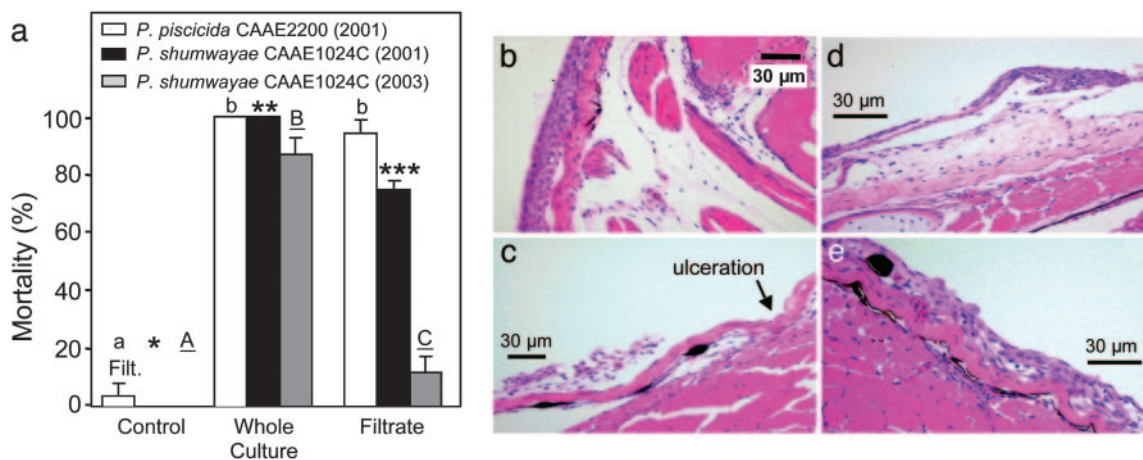 a
P. piscicida CAAE2200 (2001)
P. shumwayae CAAE1024C (2001)
P. shumwayae CAAE1024C (2003)
Mortality (%)
100
80
60
40
20
0
a
Filt.
*
A
b
**
B
b
***
C
Control
Whole
Culture
Filtrate
b
30 µm
c
ulceration
30 µm
d
30 µm
e
30 µm